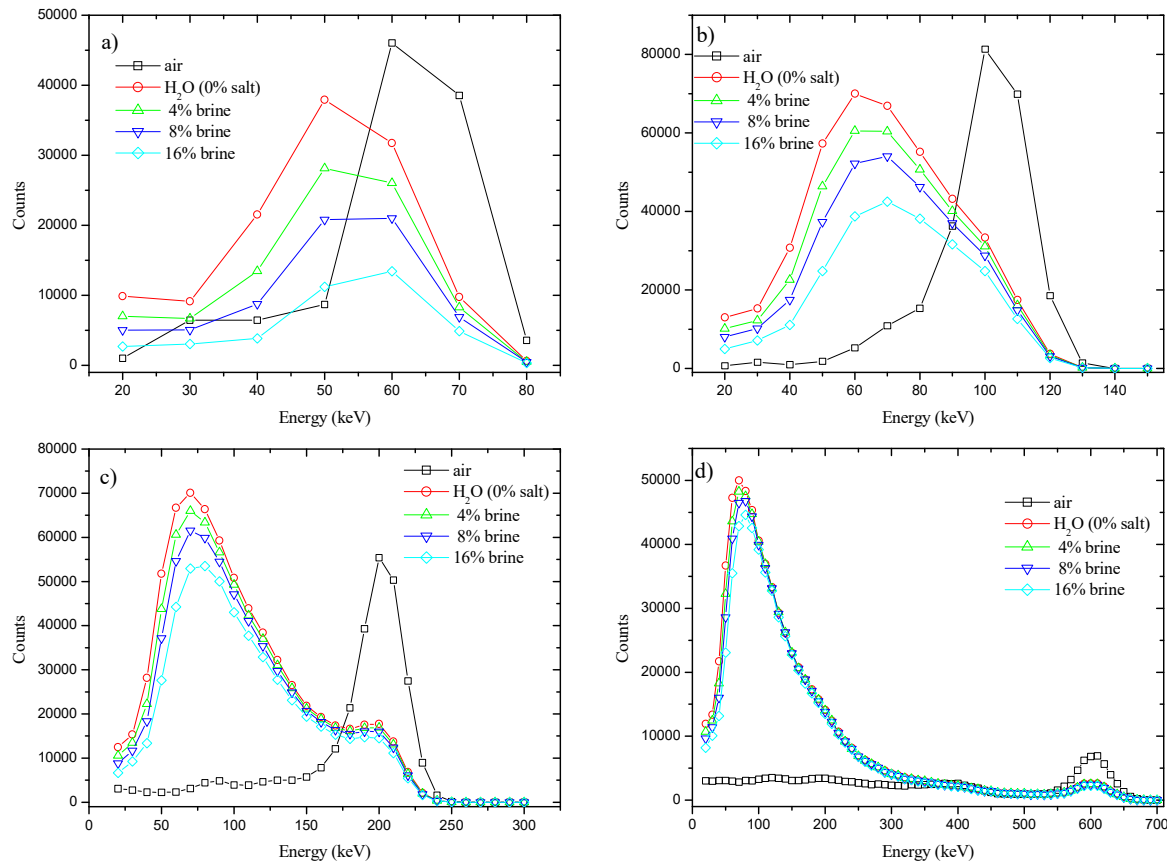 a)
air
H₂O (0% salt)
4% brine
8% brine
16% brine
50000
40000
30000
20000
10000
0
Counts
20 30 40 50 60 70 80
Energy (keV)
b)
air
H₂O (0% salt)
4% brine
8% brine
16% brine
80000
60000
40000
20000
0
Counts
20 40 60 80 100 120 140
Energy (keV)
c)
air
H₂O (0% salt)
4% brine
8% brine
16% brine
80000
70000
60000
50000
40000
30000
20000
10000
0
Counts
0 50 100 150 200 250 300
Energy (keV)
d)
air
H₂O (0% salt)
4% brine
8% brine
16% brine
50000
40000
30000
20000
10000
0
Counts
0 100 200 300 400 500 600 700
Energy (keV)